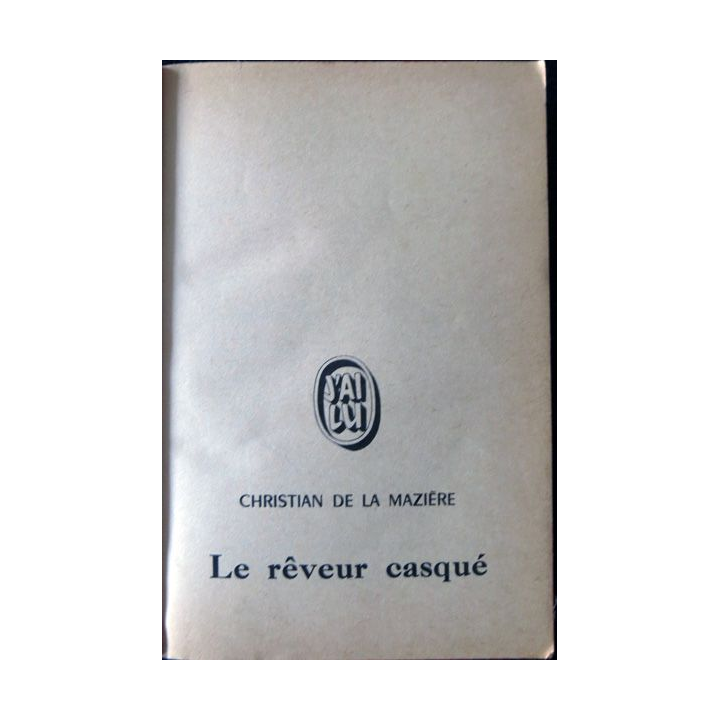 J'AI
LU
CHRISTIAN DE LA MAZIÈRE
Le rêveur casqué